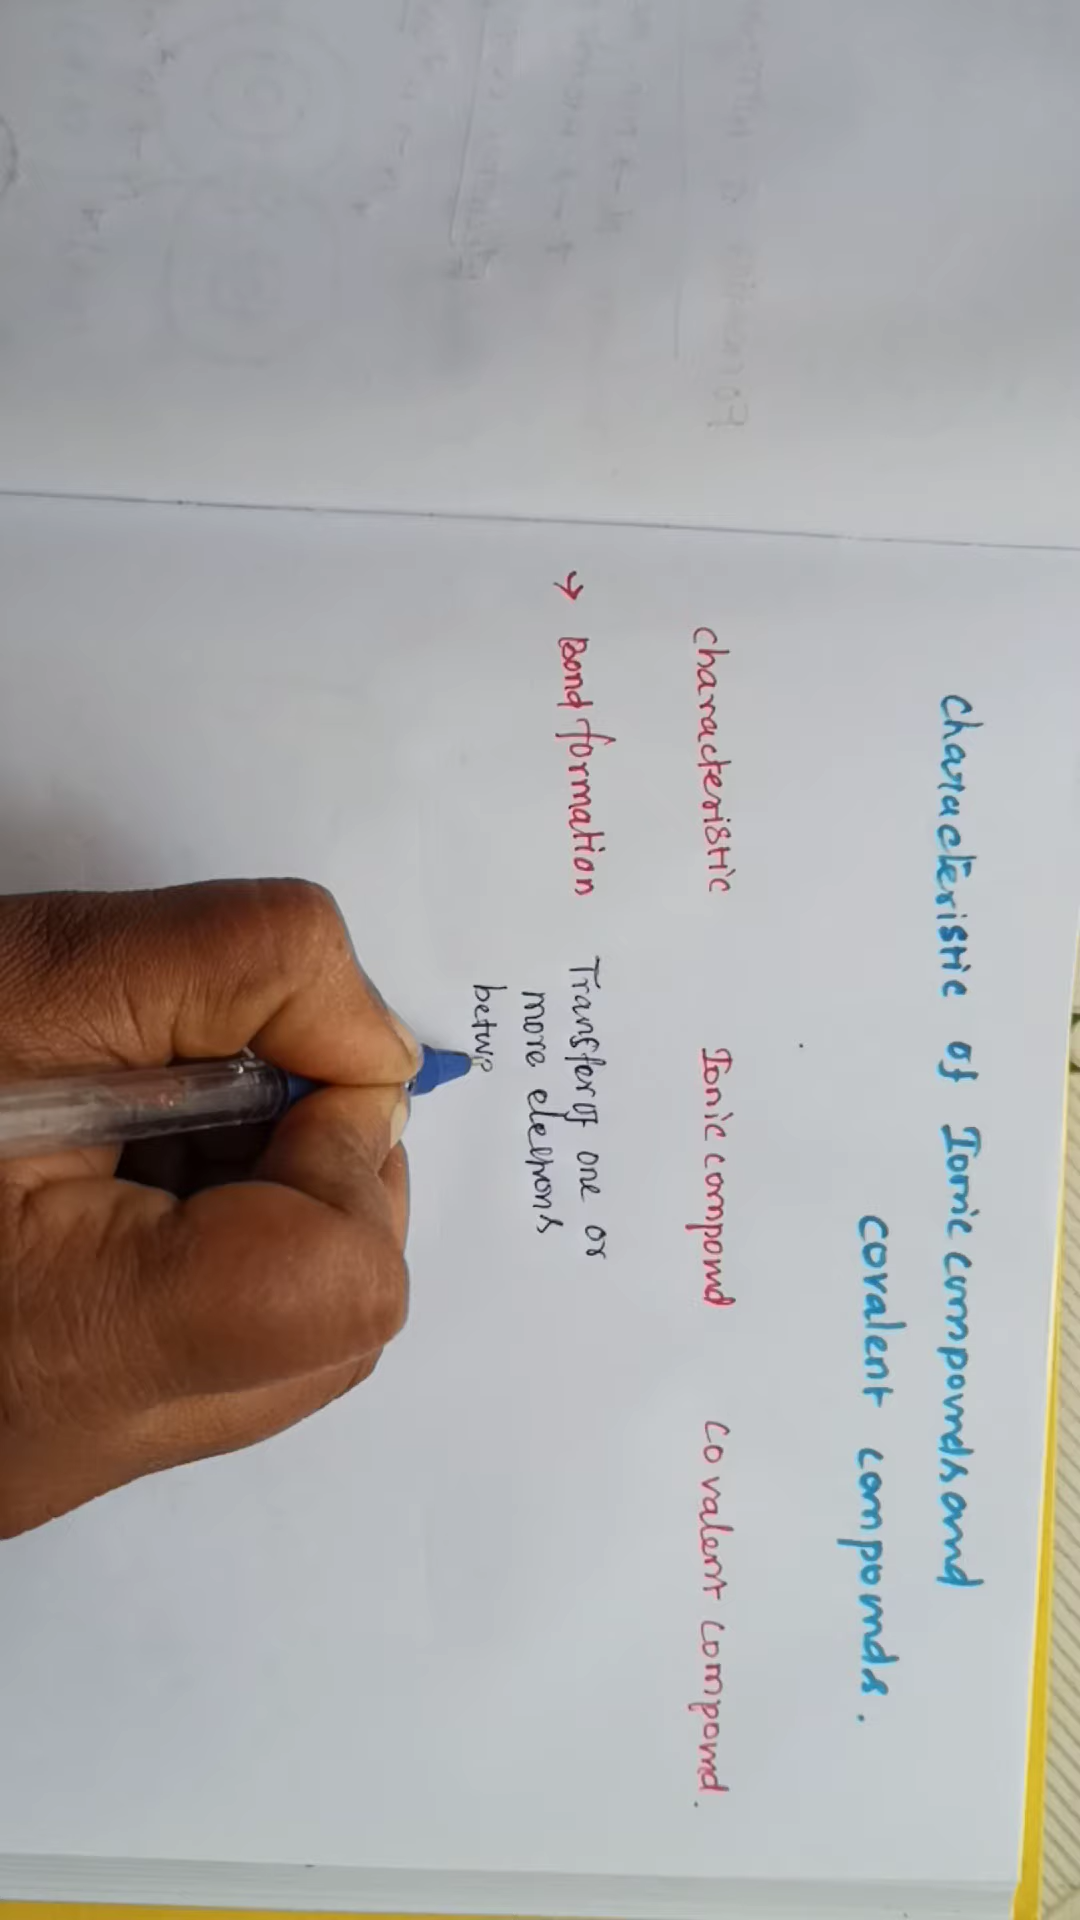 characteristic of Ionic compounds and
covalent compounds.
characteristic Ionic compound covalent compound.
→ Bond formation Transfer of one or
more electrons
betwe